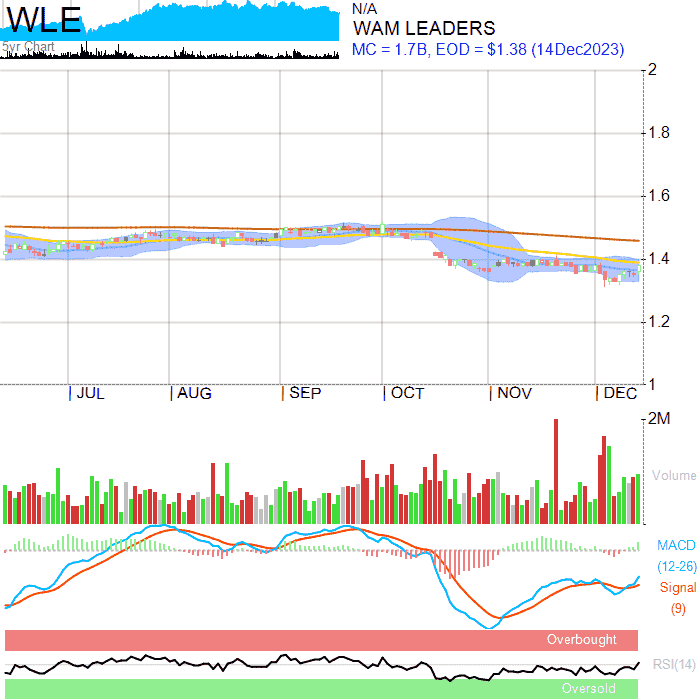 WLE
5yr Chart
N/A
WAM LEADERS
MC = 1.7B, EOD = $1.38 (14Dec2023)
2
1.8
1.6
1.4
1.2
1
JUL AUG SEP OCT NOV DEC
2M
Volume
MACD
(12-26)
Signal
(9)
Overbought
RSI(14)
Oversold